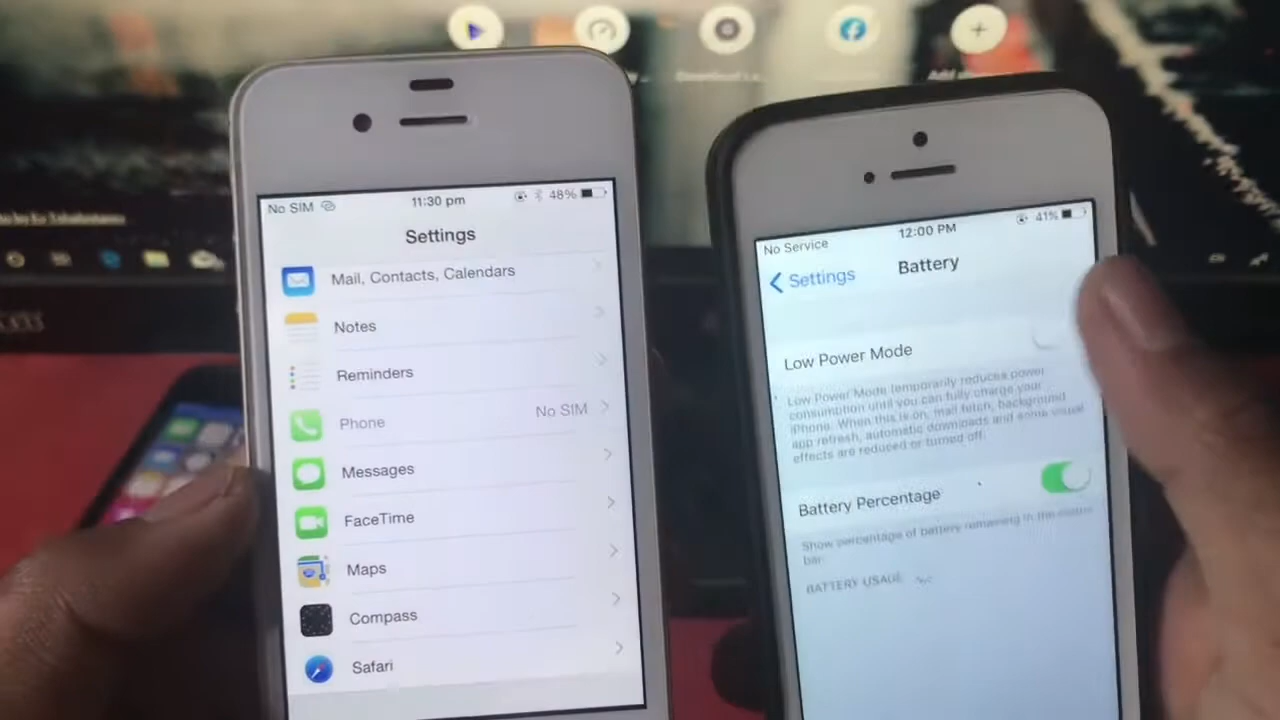 No SIM
11:30 pm
48%
Settings
Mail, Contacts, Calendars
Notes
Reminders
Phone
No SIM
Messages
FaceTime
Maps
Compass
Safari
No Service
12:00 PM
41%
Settings
Battery
Low Power Mode
Low Power Mode temporarily reduces power
consumption until you can fully charge your
iPhone. When this is on, mail fetch, background
app refresh, automatic downloads and some visual
effects are reduced or turned off.
Battery Percentage
Show percentage of battery remaining in the status
bar.
BATTERY USAGE